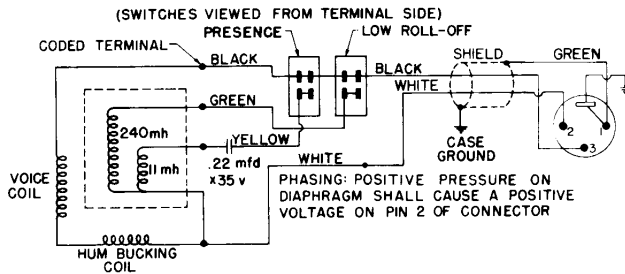 (SWITCHES VIEWED FROM TERMINAL SIDE)
PRESENCE
LOW ROLL-OFF
CODED TERMINAL
BLACK
SHIELD
GREEN
BLACK
WHITE
GREEN
240mh
YELLOW
11mh
.22 mfd
x35 v
WHITE
CASE
GROUND
2
1
3
VOICE
COIL
PHASING: POSITIVE PRESSURE ON
DIAPHRAGM SHALL CAUSE A POSITIVE
VOLTAGE ON PIN 2 OF CONNECTOR
HUM BUCKING
COIL